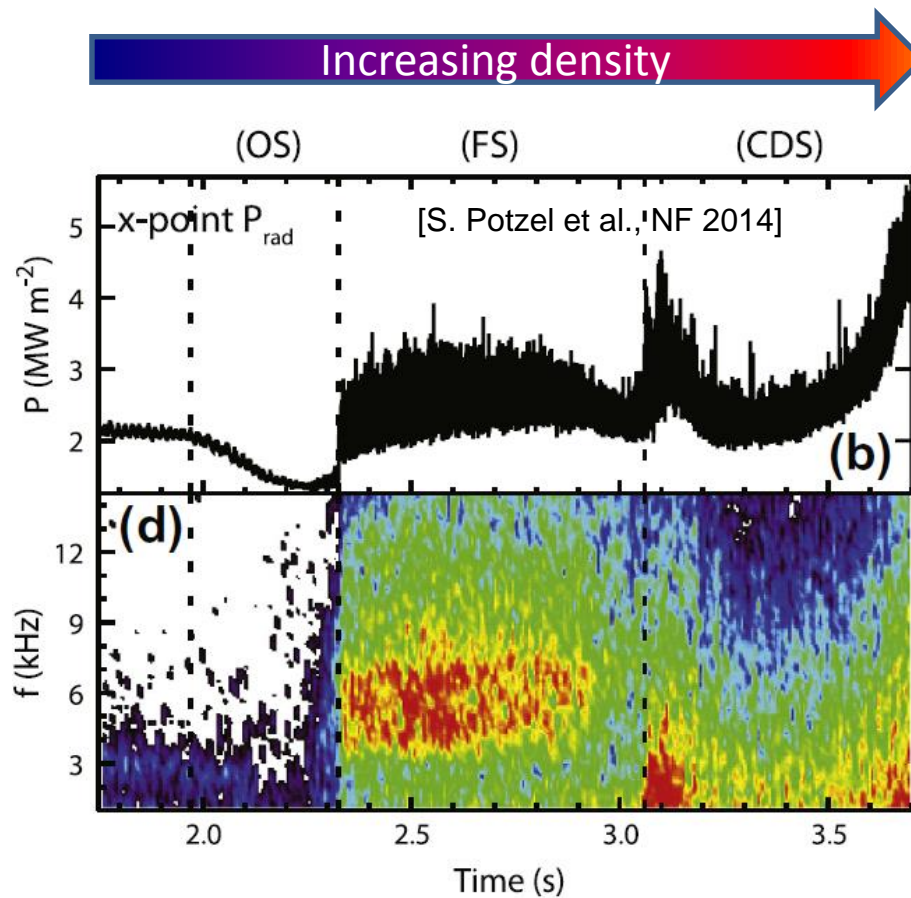 Increasing density
(OS) (FS) (CDS)
x-point P_rad
[S. Potzel et al., NF 2014]
P (MW m⁻²)
5
4
3
2
(b)
(d)
f (kHz)
12
9
6
3
2.0 2.5 3.0 3.5
Time (s)